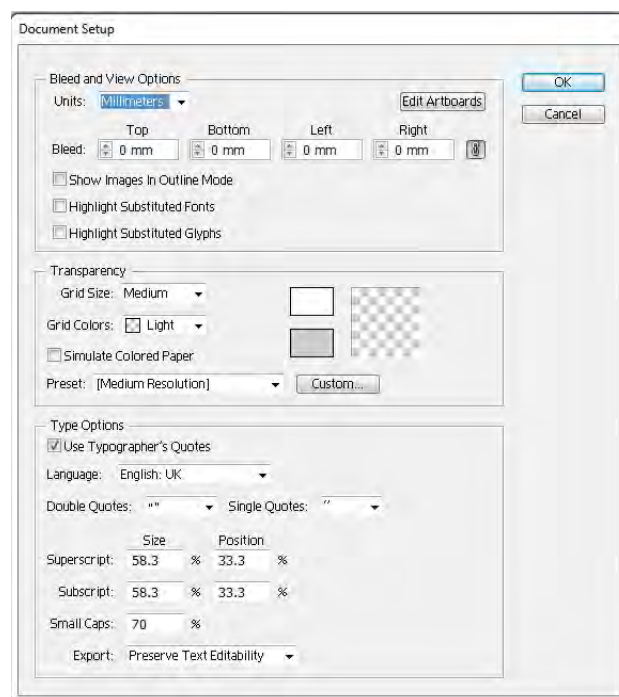 Document Setup
Bleed and View Options
OK
Units: Millimeters
Edit Artboards
Cancel
Top Bottom Left Right
Bleed: 0 mm 0 mm 0 mm 0 mm
Show Images In Outline Mode
Highlight Substituted Fonts
Highlight Substituted Glyphs
Transparency
Grid Size: Medium
Grid Colors: Light
Simulate Colored Paper
Preset: [Medium Resolution] Custom...
Type Options
Use Typographer's Quotes
Language: English: UK
Double Quotes: "" Single Quotes: ''
Size Position
Superscript: 58.3 % 33.3 %
Subscript: 58.3 % 33.3 %
Small Caps: 70 %
Export: Preserve Text Editability